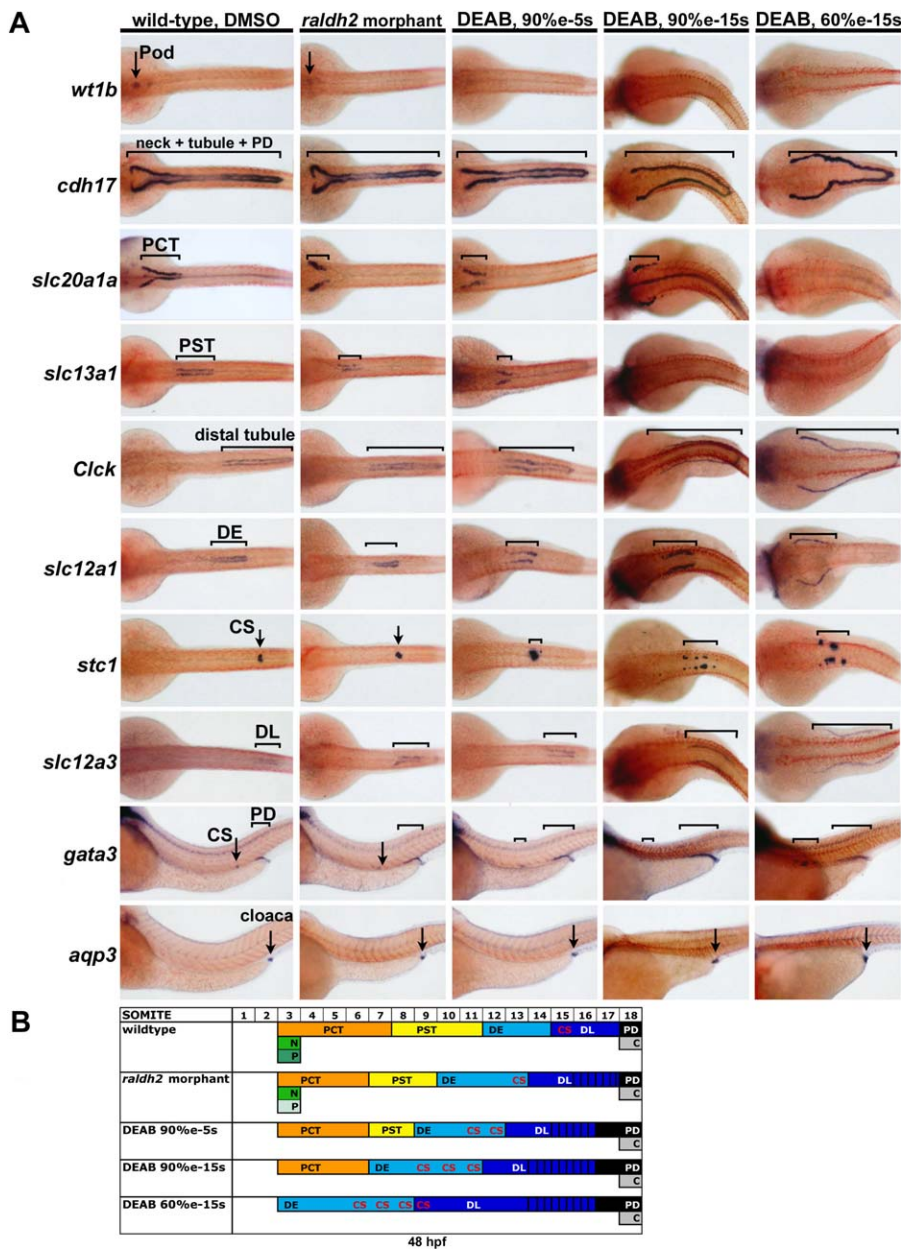 A
wild-type, DMSO raldh2 morphant DEAB, 90%e-5s DEAB, 90%e-15s DEAB, 60%e-15s
Pod
wt1b
neck + tubule + PD
cdh17
PCT
slc20a1a
PST
slc13a1
distal tubule
Clck
DE
slc12a1
CS
stc1
DL
slc12a3
PD
CS
gata3
cloaca
aqp3
B
SOMITE 1 2 3 4 5 6 7 8 9 10 11 12 13 14 15 16 17 18
wildtype PCT PST DE CS DL PD
N C
P
raldh2 morphant PCT PST DE CS DL PD
N C
P
DEAB 90%e-5s PCT PST DE CS CS DL PD
C
DEAB 90%e-15s PCT DE CS CS CS DL PD
C
DEAB 60%e-15s DE CS CS CS CS DL PD
C
48 hpf